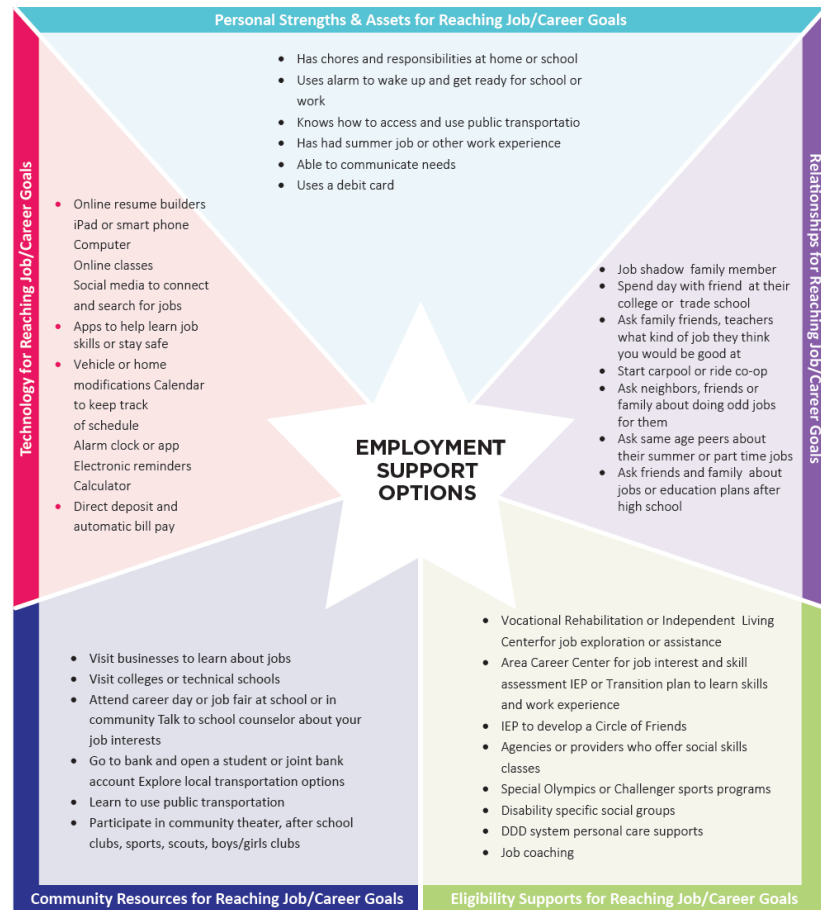 Personal Strengths & Assets for Reaching Job/Career Goals
• Has chores and responsibilities at home or school
• Uses alarm to wake up and get ready for school or
work
• Knows how to access and use public transportatio
• Has had summer job or other work experience
• Able to communicate needs
• Uses a debit card
Technology for Reaching Job/Career Goals
• Online resume builders
iPad or smart phone
Computer
Online classes
Social media to connect
and search for jobs
• Apps to help learn job
skills or stay safe
• Vehicle or home
modifications Calendar
to keep track
of schedule
Alarm clock or app
Electronic reminders
Calculator
• Direct deposit and
automatic bill pay
Relationships for Reaching Job/Career Goals
• Job shadow family member
• Spend day with friend at their
college or trade school
• Ask family friends, teachers
what kind of job they think
you would be good at
• Start carpool or ride co-op
• Ask neighbors, friends or
family about doing odd jobs
for them
• Ask same age peers about
their summer or part time jobs
• Ask friends and family about
jobs or education plans after
high school
EMPLOYMENT
SUPPORT
OPTIONS
• Visit businesses to learn about jobs
• Visit colleges or technical schools
• Attend career day or job fair at school or in
community Talk to school counselor about your
job interests
• Go to bank and open a student or joint bank
account Explore local transportation options
• Learn to use public transportation
• Participate in community theater, after school
clubs, sports, scouts, boys/girls clubs
Community Resources for Reaching Job/Career Goals
• Vocational Rehabilitation or Independent Living
Centerfor job exploration or assistance
• Area Career Center for job interest and skill
assessment IEP or Transition plan to learn skills
and work experience
• IEP to develop a Circle of Friends
• Agencies or providers who offer social skills
classes
• Special Olympics or Challenger sports programs
• Disability specific social groups
• DDD system personal care supports
• Job coaching
Eligibility Supports for Reaching Job/Career Goals